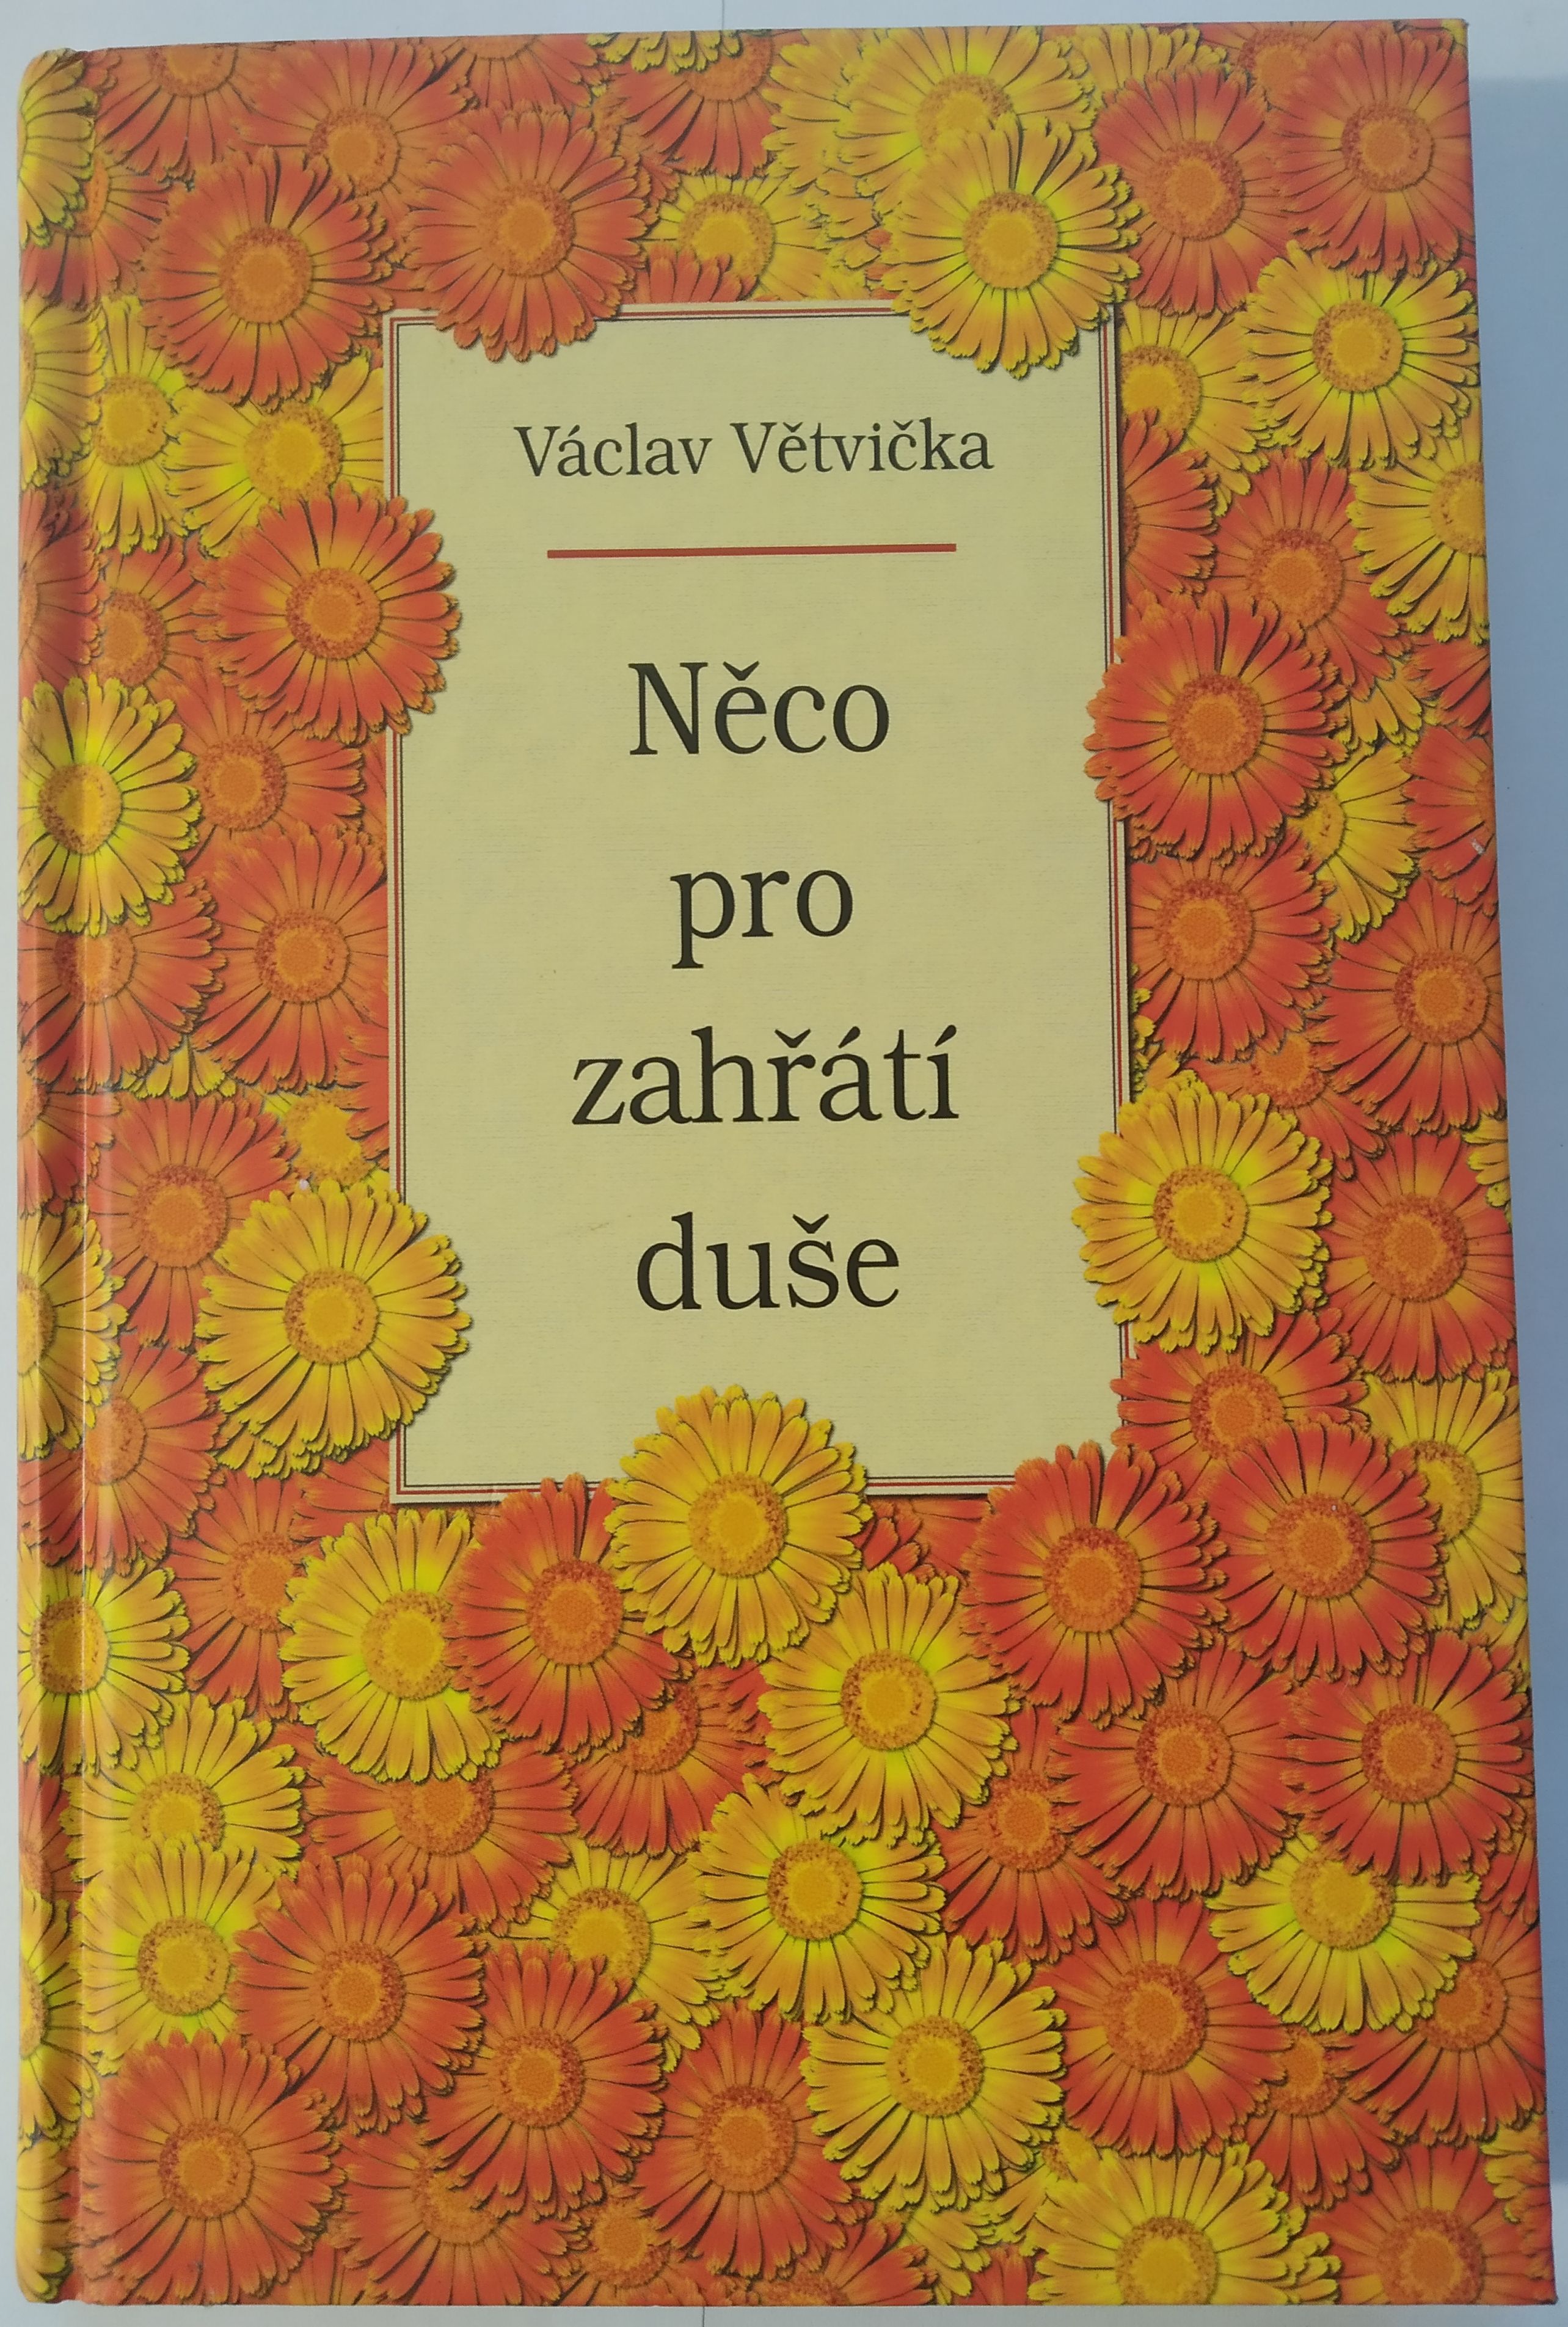 Václav Větvička
Něco
pro
zahřátí
duše